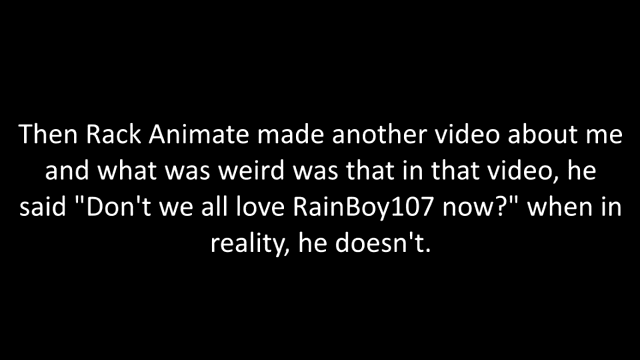 Then Rack Animate made another video about me
and what was weird was that in that video, he
said "Don't we all love RainBoy107 now?" when in
reality, he doesn't.